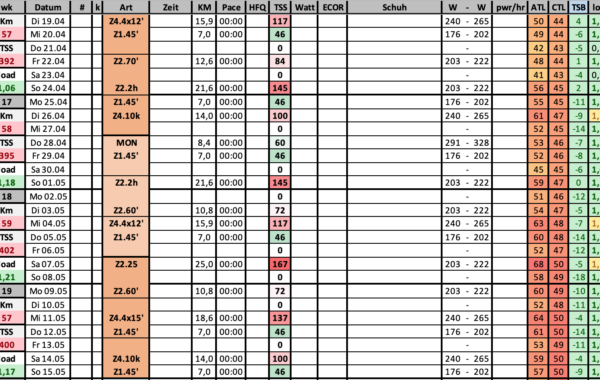 wk Datum # k Art Zeit KM Pace HFQ TSS Watt ECOR Schuh W - W pwr/hr ATL CTL TSB lo
Km Di 19.04 Z4.4x12' 15,9 00:00 117 240 - 265 50 44 4 1,
57 Mi 20.04 Z1.45' 7,0 00:00 46 176 - 202 49 44 -6 1,
TSS Do 21.04 0 - 42 43 -5 0,
392 Fr 22.04 Z2.70' 12,6 00:00 84 203 - 222 48 44 1 1,
oad Sa 23.04 0 - 41 43 -4 0,
1,06 So 24.04 Z2.2h 21,6 00:00 145 203 - 222 56 45 2 1,
17 Mo 25.04 Z1.45' 7,0 00:00 46 176 - 202 55 45 -11 1,
Km Di 26.04 Z4.10k 14,0 00:00 100 240 - 265 61 47 -9 1,
58 Mi 27.04 0 - 52 45 -14 1,
TSS Do 28.04 MON 8,4 00:00 60 291 - 328 53 46 -7 1,
395 Fr 29.04 Z1.45' 7,0 00:00 46 176 - 202 52 46 -8 1,
oad Sa 30.04 0 - 45 45 -6 1,
1,18 So 01.05 Z2.2h 21,6 00:00 145 203 - 222 59 47 0 1,
18 Mo 02.05 0 - 51 46 -12 1,
Km Di 03.05 Z2.60' 10,8 00:00 72 203 - 222 54 47 -5 1,
59 Mi 04.05 Z4.4x12' 15,9 00:00 117 240 - 265 63 48 -7 1,
TSS Do 05.05 Z1.45' 7,0 00:00 46 176 - 202 60 48 -14 1,
402 Fr 06.05 0 - 52 47 -12 1,
oad Sa 07.05 Z2.25 25,0 00:00 167 203 - 222 68 50 -5 1,
1,21 So 08.05 0 - 58 49 -18 1,
19 Mo 09.05 Z2.60' 10,8 00:00 72 203 - 222 60 49 -10 1,
Km Di 10.05 0 - 52 48 -11 1,
57 Mi 11.05 Z4.4x15' 18,6 00:00 137 240 - 265 64 50 -4 1,
TSS Do 12.05 Z1.45' 7,0 00:00 46 176 - 202 61 50 -14 1,
400 Fr 13.05 0 - 53 49 -11 1,
oad Sa 14.05 Z4.10k 14,0 00:00 100 240 - 265 59 50 -4 1,
1,17 So 15.05 Z1.45' 7,0 00:00 46 176 - 202 57 50 -9 1,